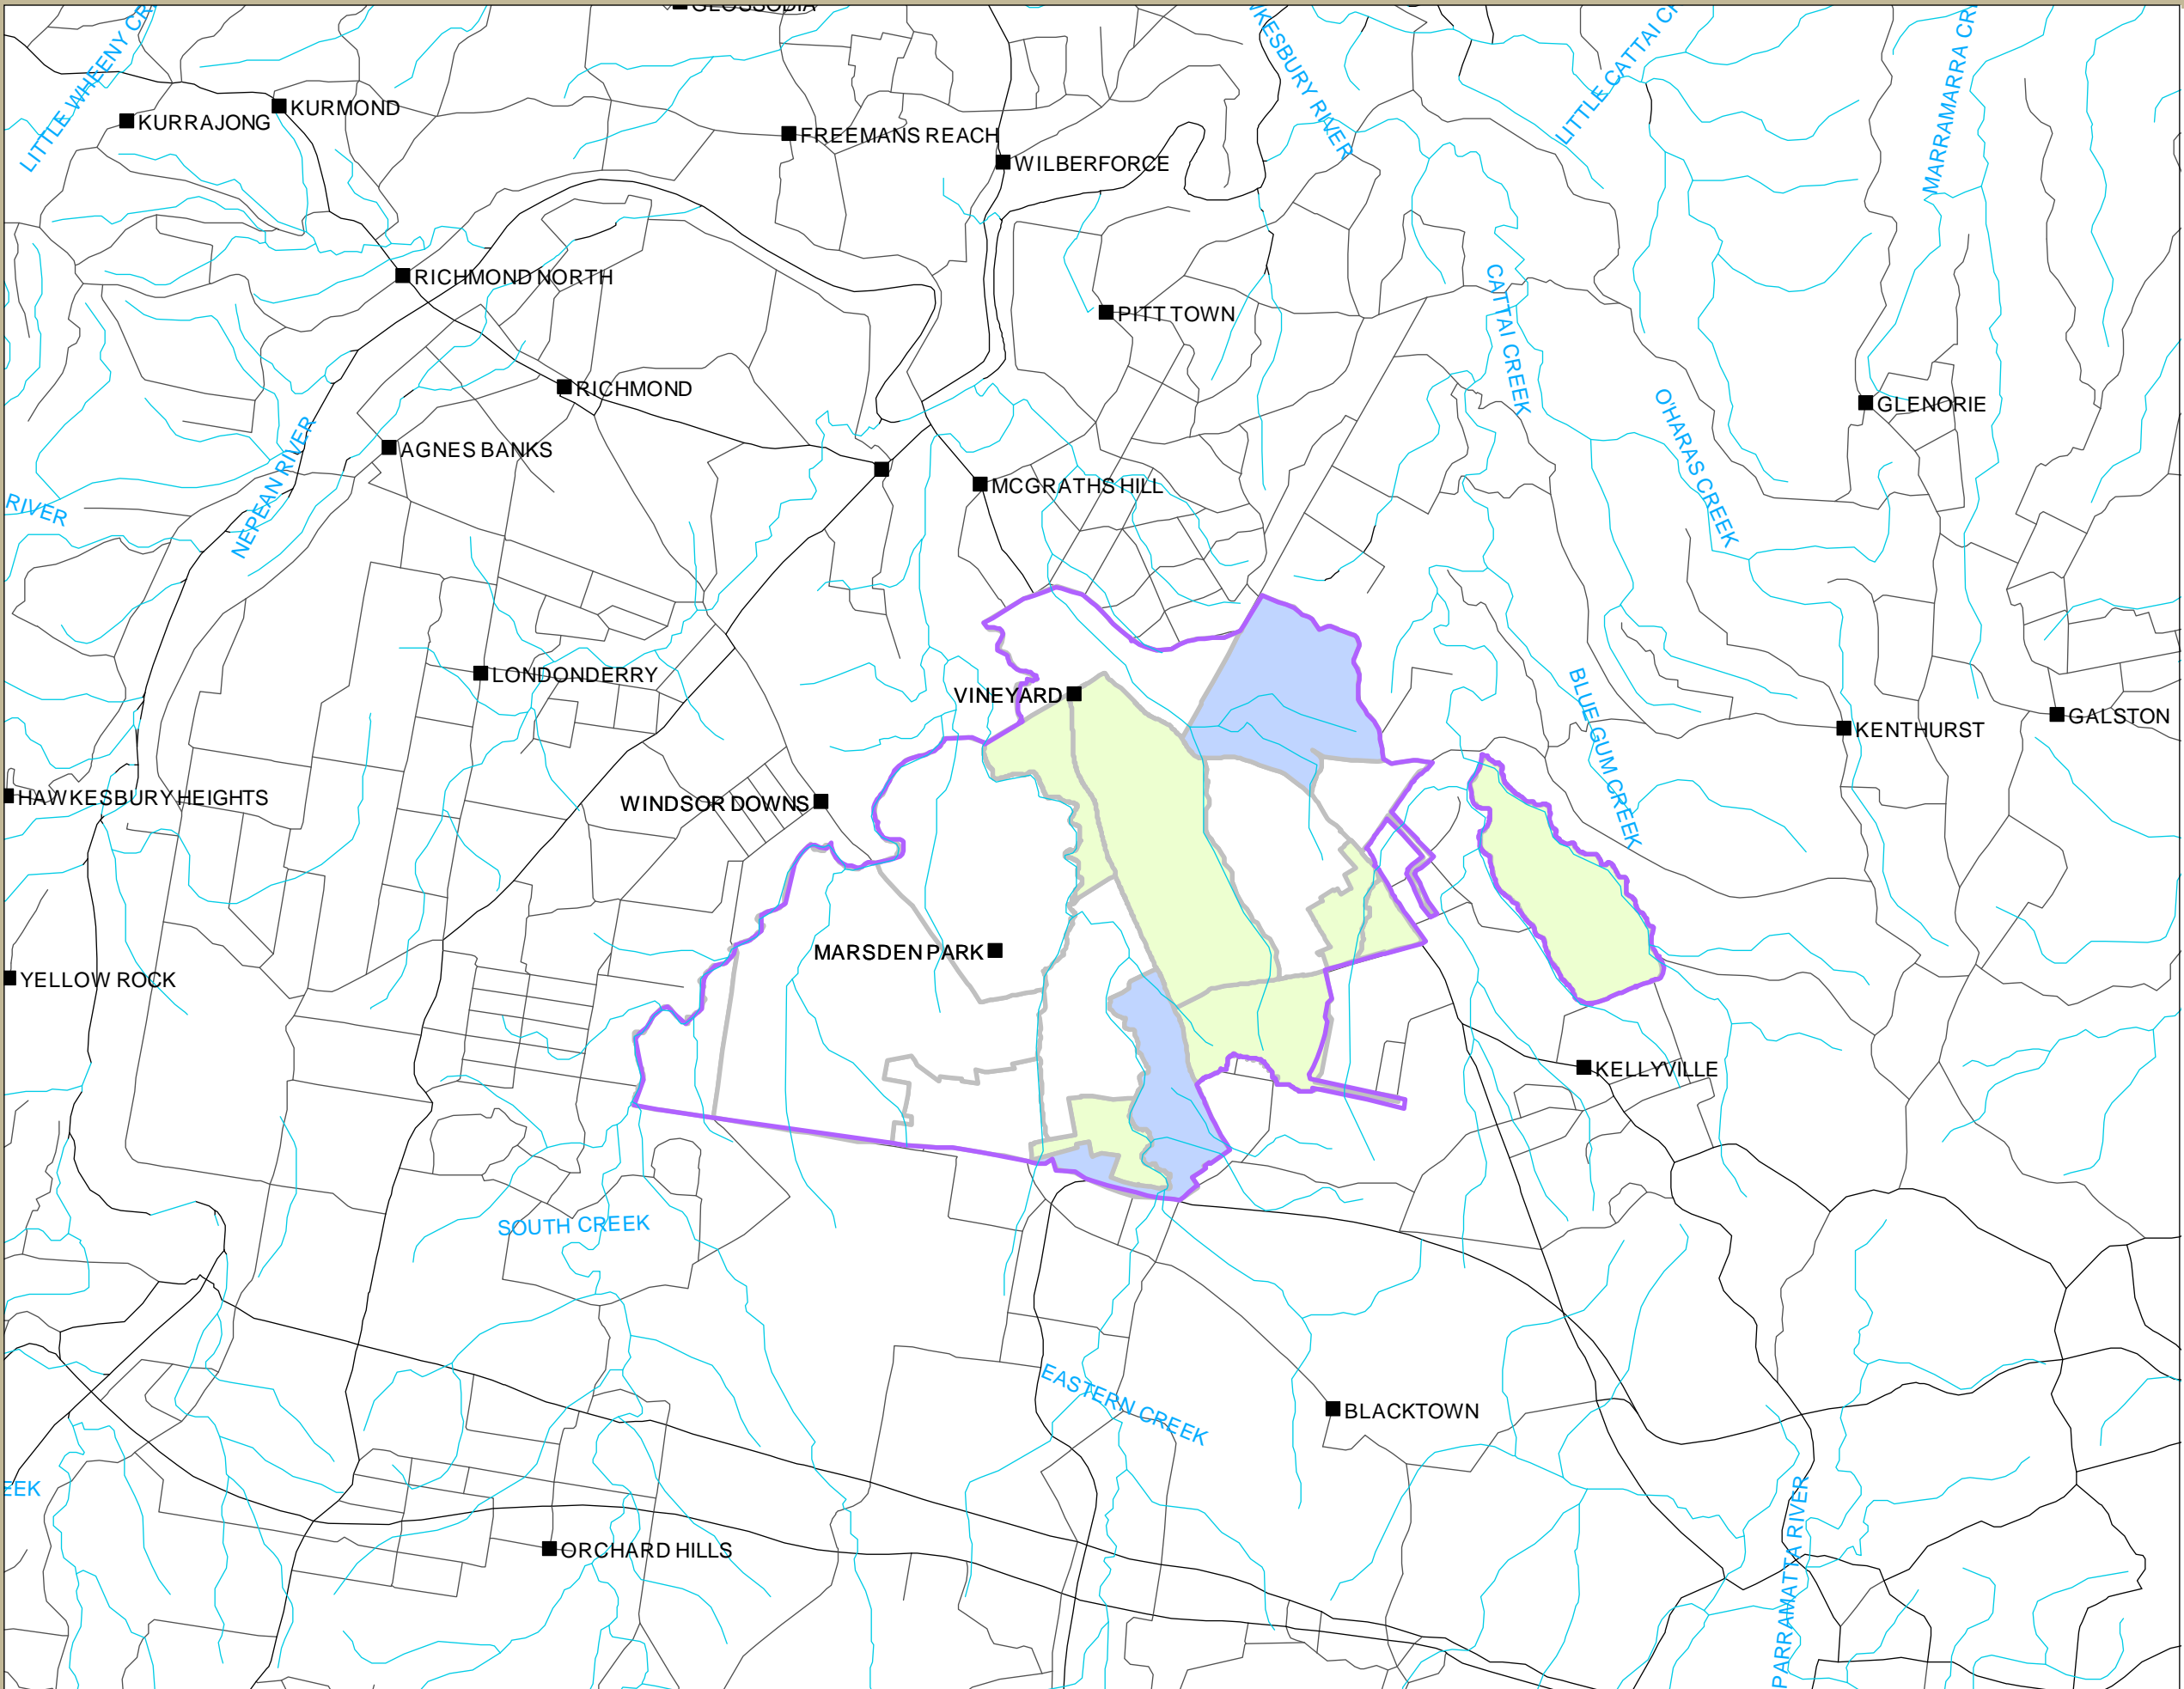 GLOSSODIA
LITTLE WHEENY CR
KURMOND
KURRAJONG
FREEMANS REACH
WILBERFORCE
KESBURY RIVER
LITTLE CATTAI C
MARRAMARRA CR
RICHMOND NORTH
PITT TOWN
CATTAI CREEK
RICHMOND
GLENORIE
O'HARAS CREEK
AGNES BANKS
NEPEAN RIVER
MCGRATHS HILL
RIVER
LONDONDERRY
VINEYARD
BLUE GUM CREEK
GALSTON
KENTHURST
HAWKESBURY HEIGHTS
WINDSOR DOWNS
MARSDEN PARK
YELLOW ROCK
KELLYVILLE
SOUTH CREEK
EASTERN CREEK
BLACKTOWN
EEK
ORCHARD HILLS
PARRAMATTA RIVER